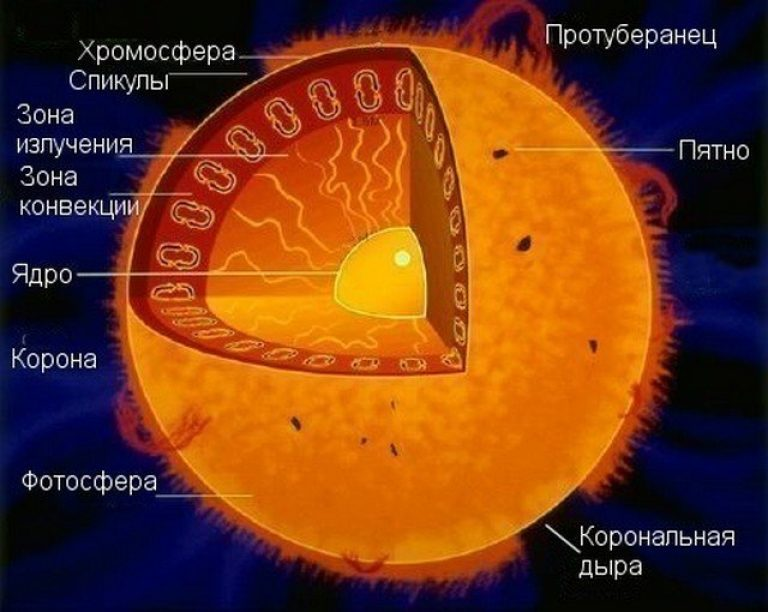 Хромосфера
Спикулы
Зона
излучения
Зона
конвекции
Ядро
Корона
Фотосфера
Протуберанец
Пятно
Корональная
дыра